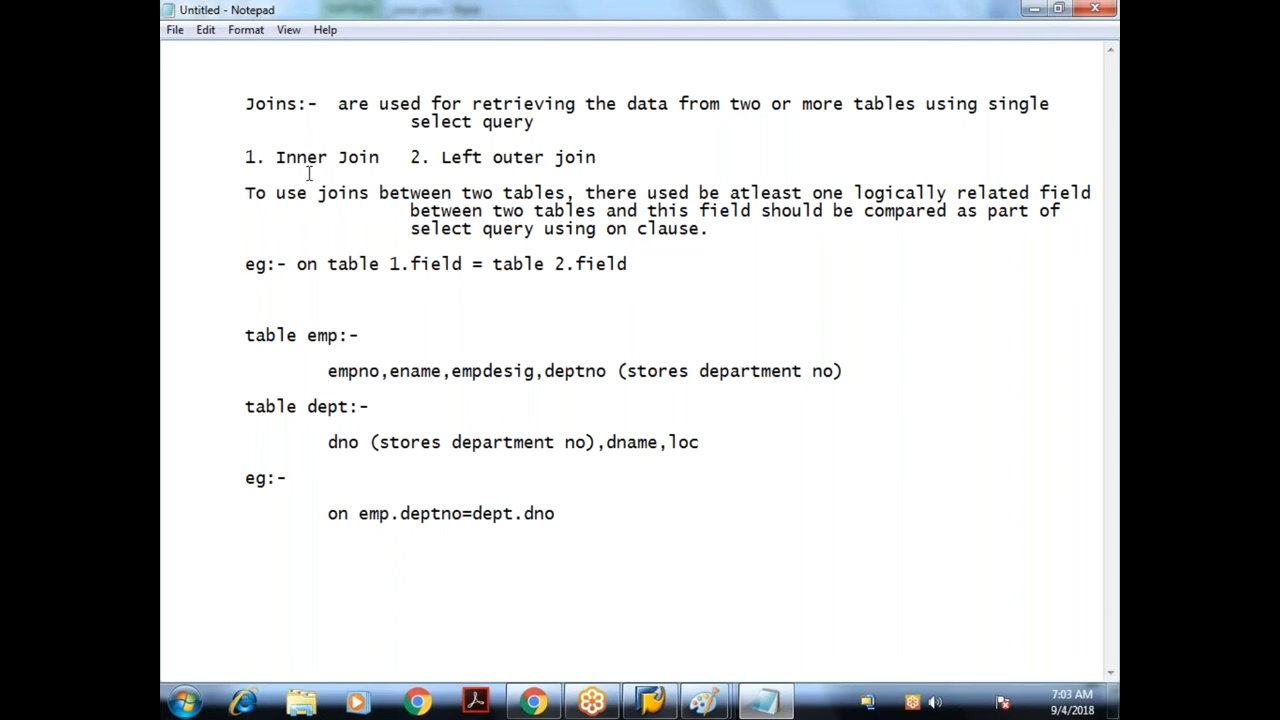 Untitled - Notepad
File Edit Format View Help
Joins:- are used for retrieving the data from two or more tables using single
select query
1. Inner Join 2. Left outer join
To use joins between two tables, there used be atleast one logically related field
between two tables and this field should be compared as part of
select query using on clause.
eg:- on table 1.field = table 2.field
table emp:-
empno,ename,empdesig,deptno (stores department no)
table dept:-
dno (stores department no),dname,loc
eg:-
on emp.deptno=dept.dno
7:03 AM
9/4/2018